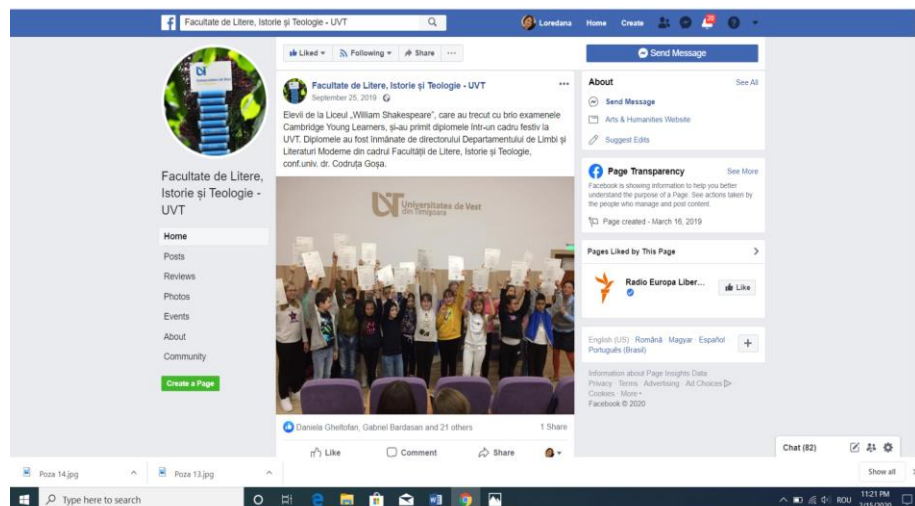 Facultate de Litere, Istorie și Teologie - UVT
Loredana
Home
Create
Liked
Following
Share
Send Message
Facultate de Litere,
Istorie și Teologie -
UVT
Home
Posts
Reviews
Photos
Events
About
Community
Create a Page
Facultate de Litere, Istorie și Teologie - UVT
September 25, 2019
Elevii de la Liceul „William Shakespeare”, care au trecut cu brio examenele
Cambridge Young Learners, și-au primit diplomele într-un cadru festiv la
UVT. Diplomele au fost înmânate de directorului Departamentului de Limbi și
Literaturi Moderne din cadrul Facultății de Litere, Istorie și Teologie,
conf.univ. dr. Codruța Goșa.
Universitatea de Vest
din Timișoara
Daniela Gheltofan, Gabriel Bardasan and 21 others
1 Share
Like
Comment
Share
About
See All
Send Message
Arts & Humanities Website
Suggest Edits
Page Transparency
See More
Facebook is showing information to help you better
understand the purpose of a Page. See actions taken by
the people who manage and post content.
Page created - March 16, 2019
Pages Liked by This Page
Radio Europa Liber...
Like
English (US) · Română · Magyar · Español ·
Português (Brasil)
Information about Page Insights Data
Privacy · Terms · Advertising · Ad Choices
Cookies · More
Facebook © 2020
Chat (82)
Poza 14.jpg
Poza 13.jpg
Show all
Type here to search
ROU
11:21 PM
2/15/2020